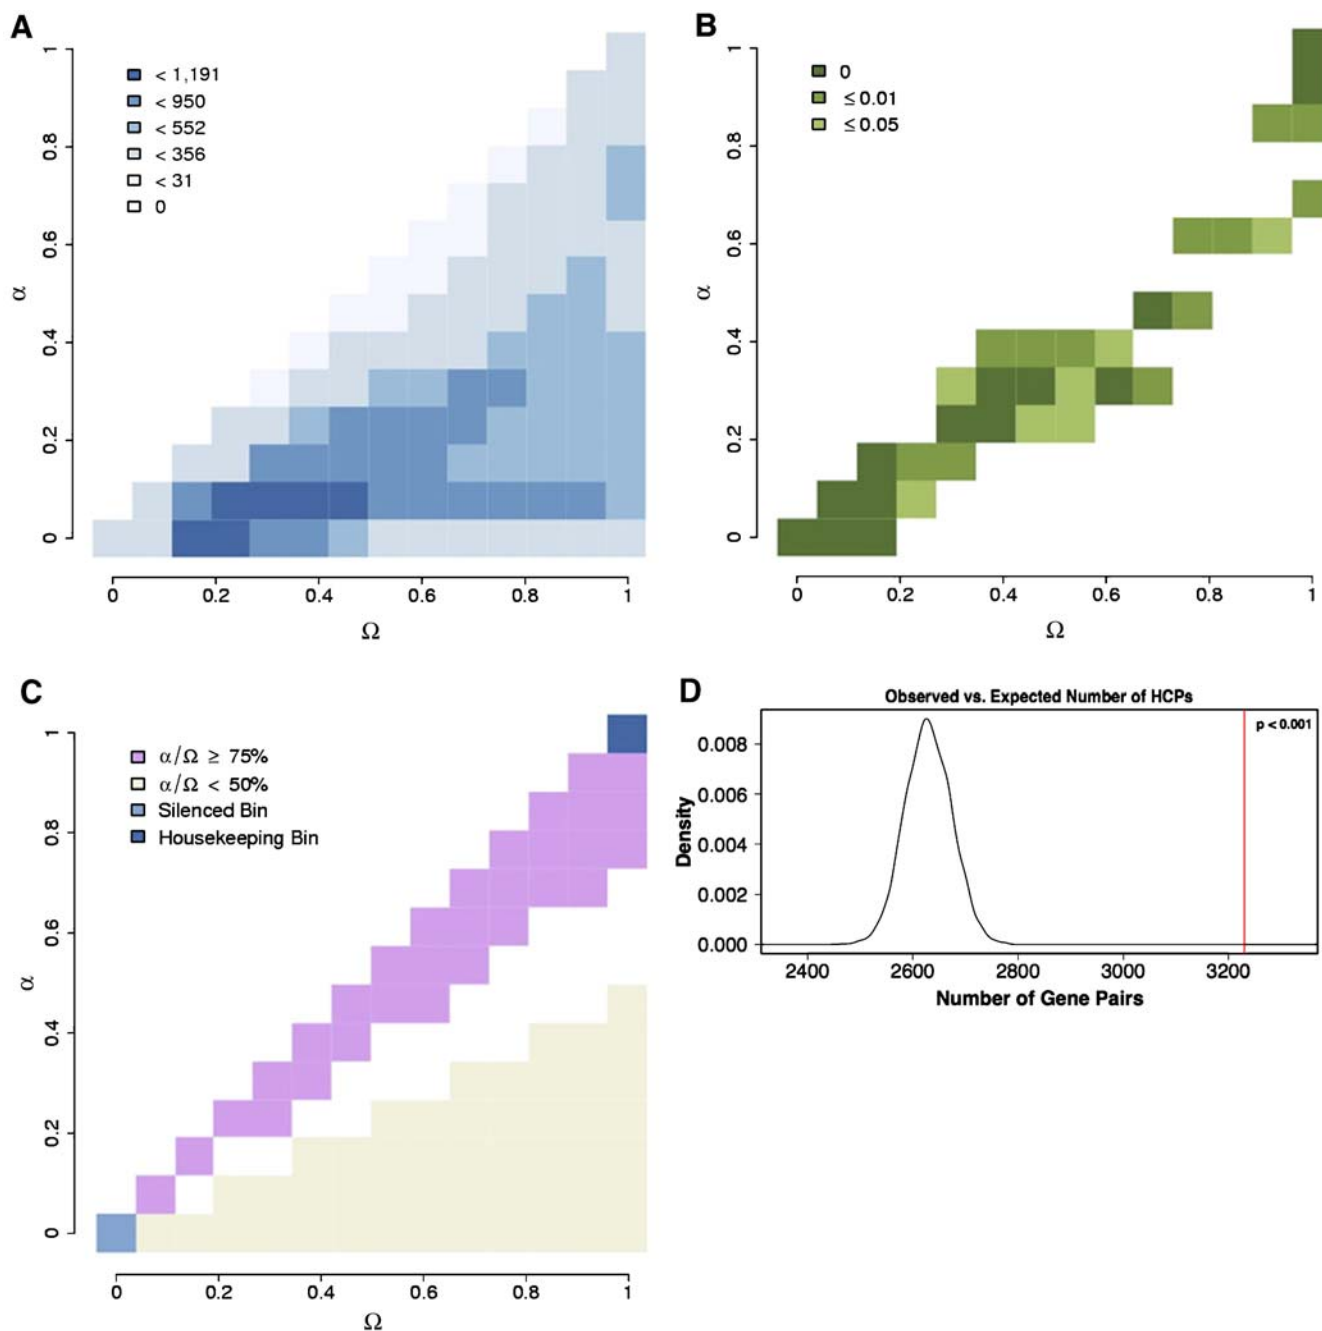 A
α
0
0.2
0.4
0.6
0.8
1
< 1,191
< 950
< 552
< 356
< 31
0
0 0.2 0.4 0.6 0.8 1
Ω
B
α
0
0.2
0.4
0.6
0.8
1
0
≤ 0.01
≤ 0.05
0 0.2 0.4 0.6 0.8 1
Ω
C
α
0
0.2
0.4
0.6
0.8
1
α/Ω ≥ 75%
α/Ω < 50%
Silenced Bin
Housekeeping Bin
0 0.2 0.4 0.6 0.8 1
Ω
D
Observed vs. Expected Number of HCPs
p < 0.001
Density
0.008
0.006
0.004
0.002
0.000
2400 2600 2800 3000 3200
Number of Gene Pairs